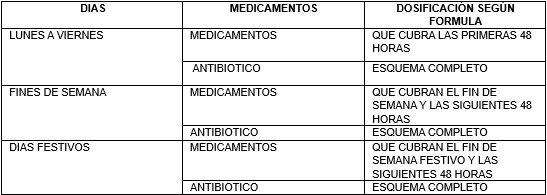 DIAS MEDICAMENTOS DOSIFICACIÓN SEGÚN
FORMULA
LUNES A VIERNES MEDICAMENTOS QUE CUBRA LAS PRIMERAS 48
HORAS
ANTIBIOTICO ESQUEMA COMPLETO
FINES DE SEMANA MEDICAMENTOS QUE CUBRAN EL FIN DE
SEMANA Y LAS SIGUIENTES 48
HORAS
ANTIBIOTICO ESQUEMA COMPLETO
DIAS FESTIVOS MEDICAMENTOS QUE CUBRAN EL FIN DE
SEMANA FESTIVO Y LAS
SIGUIENTES 48 HORAS
ANTIBIOTICO ESQUEMA COMPLETO